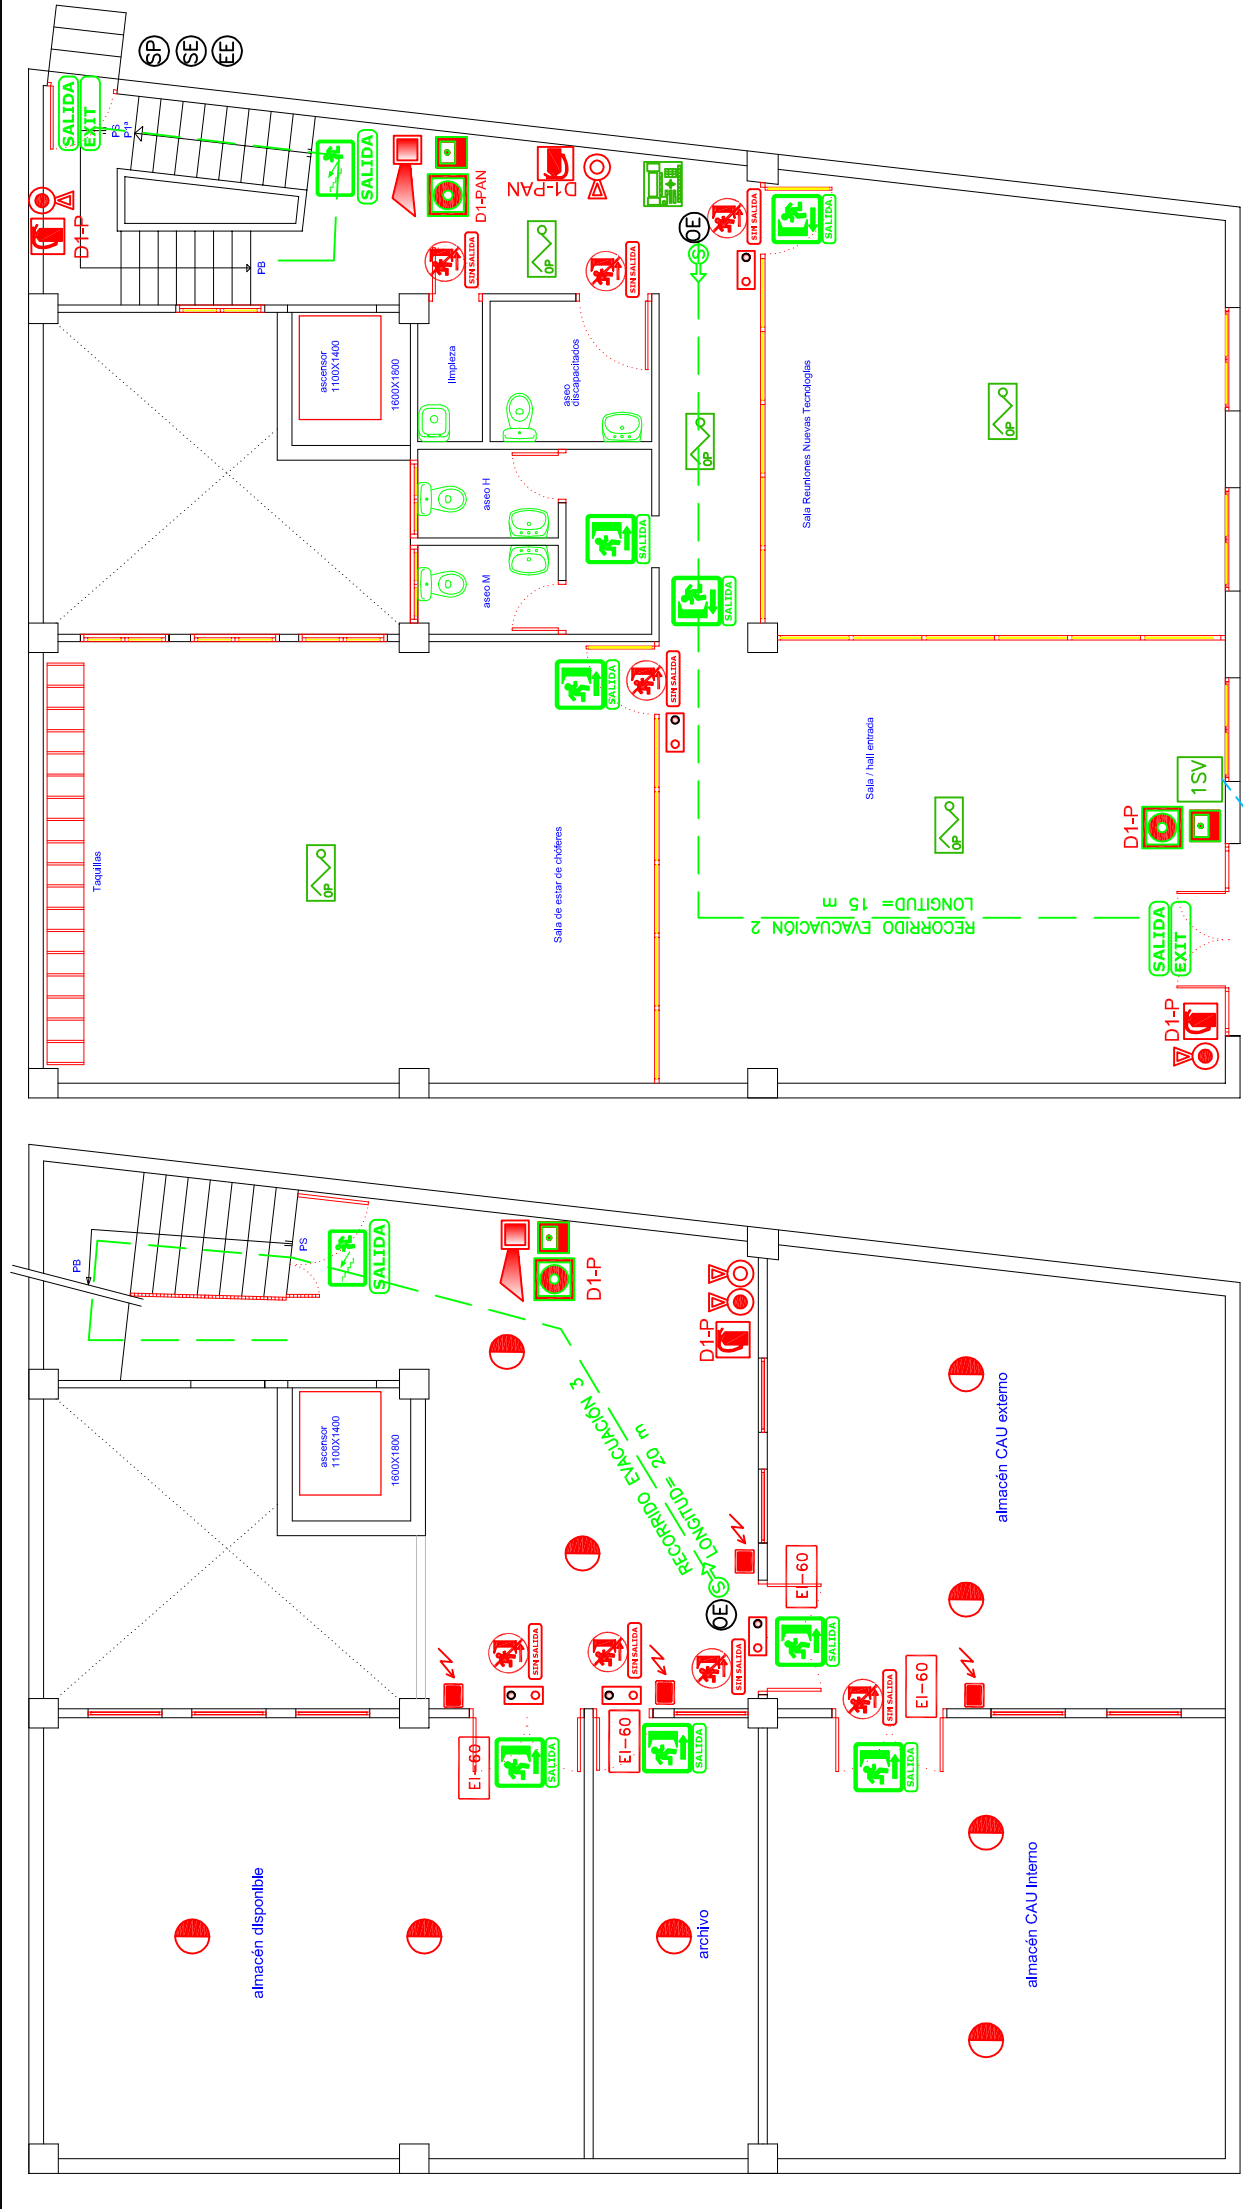 SP
SE
EE
SALIDA
EXIT
PS
P1ª
SALIDA
D1-P
PB
D1-PAN
D1-PAN
SIN SALIDA
SIN SALIDA
OP
OE
S
SIN SALIDA
SALIDA
ascensor
1100X1400
1600X1800
limpieza
aseo
discapacitados
OP
Sala Reuniones Nuevas Tecnologías
OP
aseo H
aseo M
SALIDA
SALIDA
SALIDA
SIN SALIDA
Taquillas
OP
Sala de estar de chóferes
Sala / hall entrada
OP
1SV
D1-P
RECORRIDO EVACUACIÓN 2
LONGITUD= 15 m
SALIDA
EXIT
D1-P
PB
PS
SALIDA
D1-P
D1-P
ascensor
1100X1400
1600X1800
RECORRIDO EVACUACIÓN 3
LONGITUD= 20 m
S
OE
almacén CAU externo
EI-60
SALIDA
SIN SALIDA
SIN SALIDA
SIN SALIDA
SIN SALIDA
EI-60
EI-60
SALIDA
EI-60
SALIDA
SALIDA
almacén disponible
archivo
almacén CAU Interno